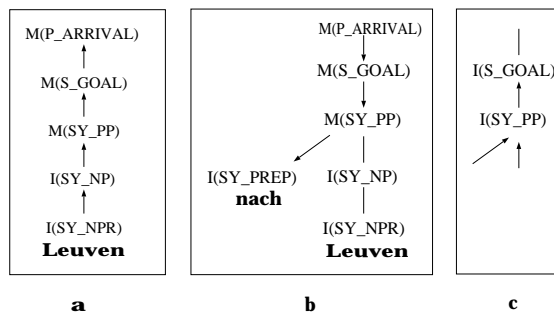 M(P_ARRIVAL)
M(S_GOAL)
M(SY_PP)
I(SY_NP)
I(SY_NPR)
Leuven
a
M(P_ARRIVAL)
M(S_GOAL)
M(SY_PP)
I(SY_PREP)
nach
I(SY_NP)
I(SY_NPR)
Leuven
b
I(S_GOAL)
I(SY_PP)
c